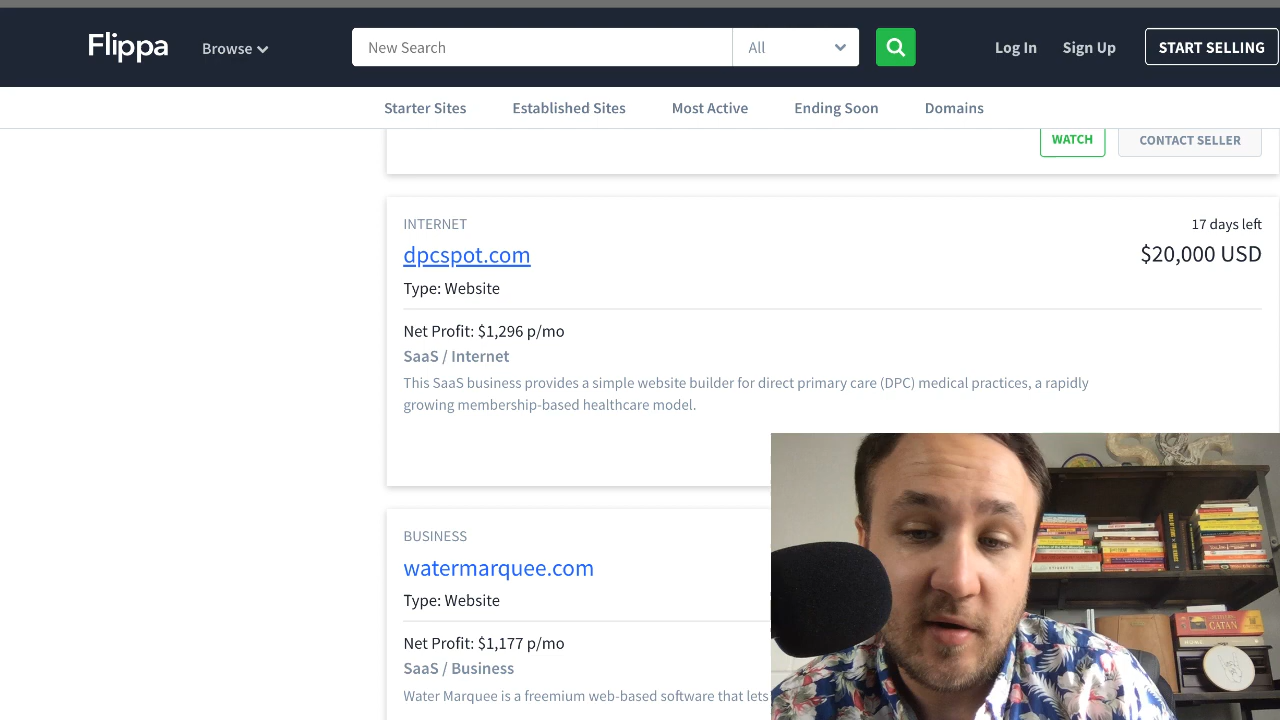 Flippa
Browse
New Search
All
Log In
Sign Up
START SELLING
Starter Sites
Established Sites
Most Active
Ending Soon
Domains
WATCH
CONTACT SELLER
INTERNET
17 days left
dpcspot.com
$20,000 USD
Type: Website
Net Profit: $1,296 p/mo
SaaS / Internet
This SaaS business provides a simple website builder for direct primary care (DPC) medical practices, a rapidly
growing membership-based healthcare model.
BUSINESS
watermarquee.com
Type: Website
Net Profit: $1,177 p/mo
SaaS / Business
Water Marquee is a freemium web-based software that lets
CATAN